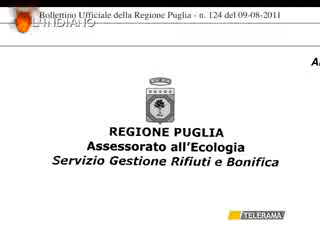 Bollettino Ufficiale della Regione Puglia - n. 124 del 09-08-2011
L'INDIANO
REGIONE PUGLIA
Assessorato all'Ecologia
Servizio Gestione Rifiuti e Bonifica
TELERAMA